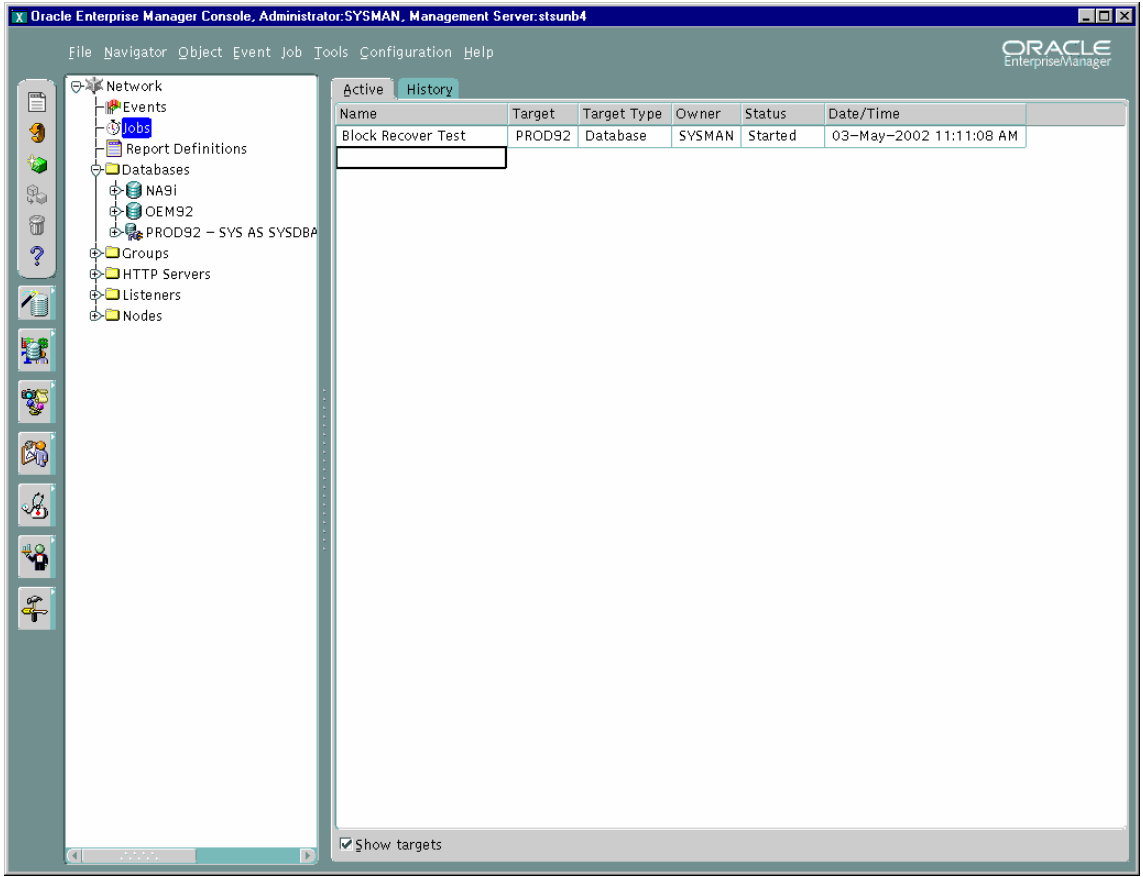 Oracle Enterprise Manager Console, Administrator:SYSMAN, Management Server:stsunb4
File Navigator Object Event Job Tools Configuration Help
ORACLE
EnterpriseManager
Network
Events
Jobs
Report Definitions
Databases
NA9i
OEM92
PROD92 – SYS AS SYSDBA
Groups
HTTP Servers
Listeners
Nodes
Active History
Name Target Target Type Owner Status Date/Time
Block Recover Test PROD92 Database SYSMAN Started 03–May–2002 11:11:08 AM
Show targets